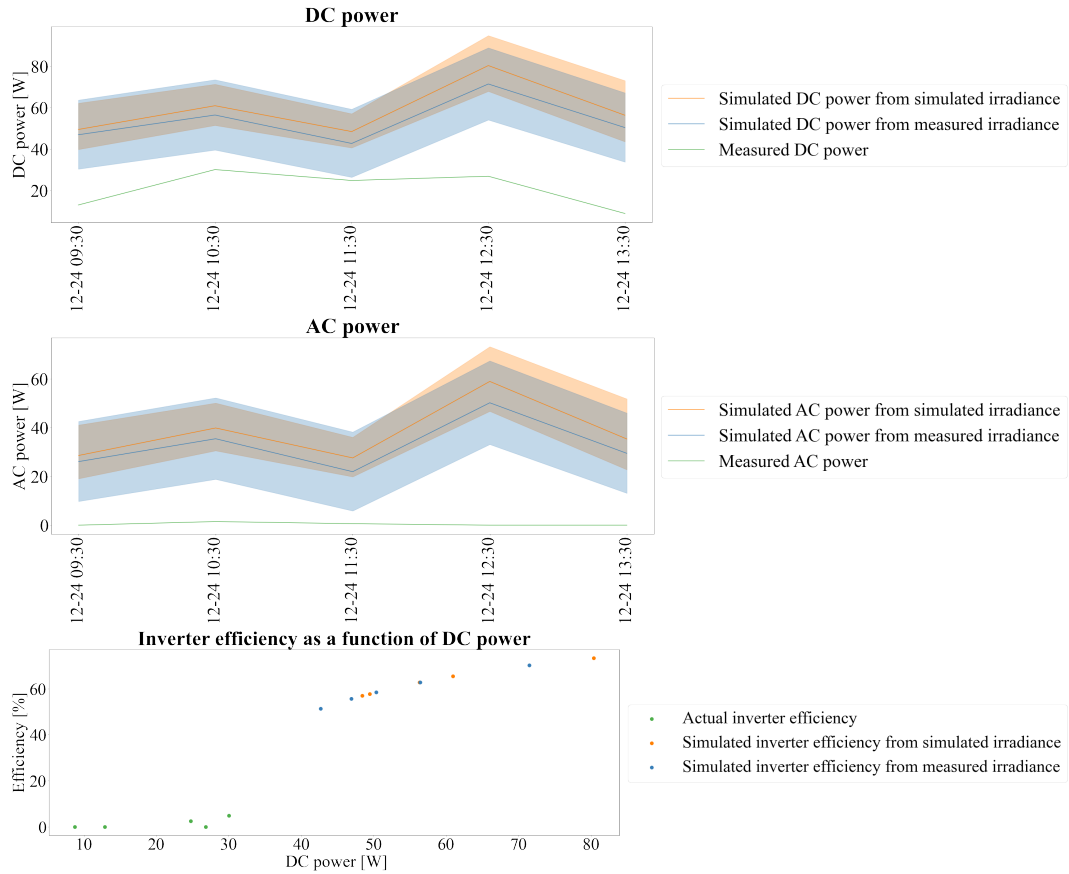 DC power
DC power [W]
80
60
40
20
12-24 09:30
12-24 10:30
12-24 11:30
12-24 12:30
12-24 13:30
Simulated DC power from simulated irradiance
Simulated DC power from measured irradiance
Measured DC power
AC power
AC power [W]
60
40
20
0
12-24 09:30
12-24 10:30
12-24 11:30
12-24 12:30
12-24 13:30
Simulated AC power from simulated irradiance
Simulated AC power from measured irradiance
Measured AC power
Inverter efficiency as a function of DC power
Efficiency [%]
60
40
20
0
10 20 30 40 50 60 70 80
DC power [W]
Actual inverter efficiency
Simulated inverter efficiency from simulated irradiance
Simulated inverter efficiency from measured irradiance